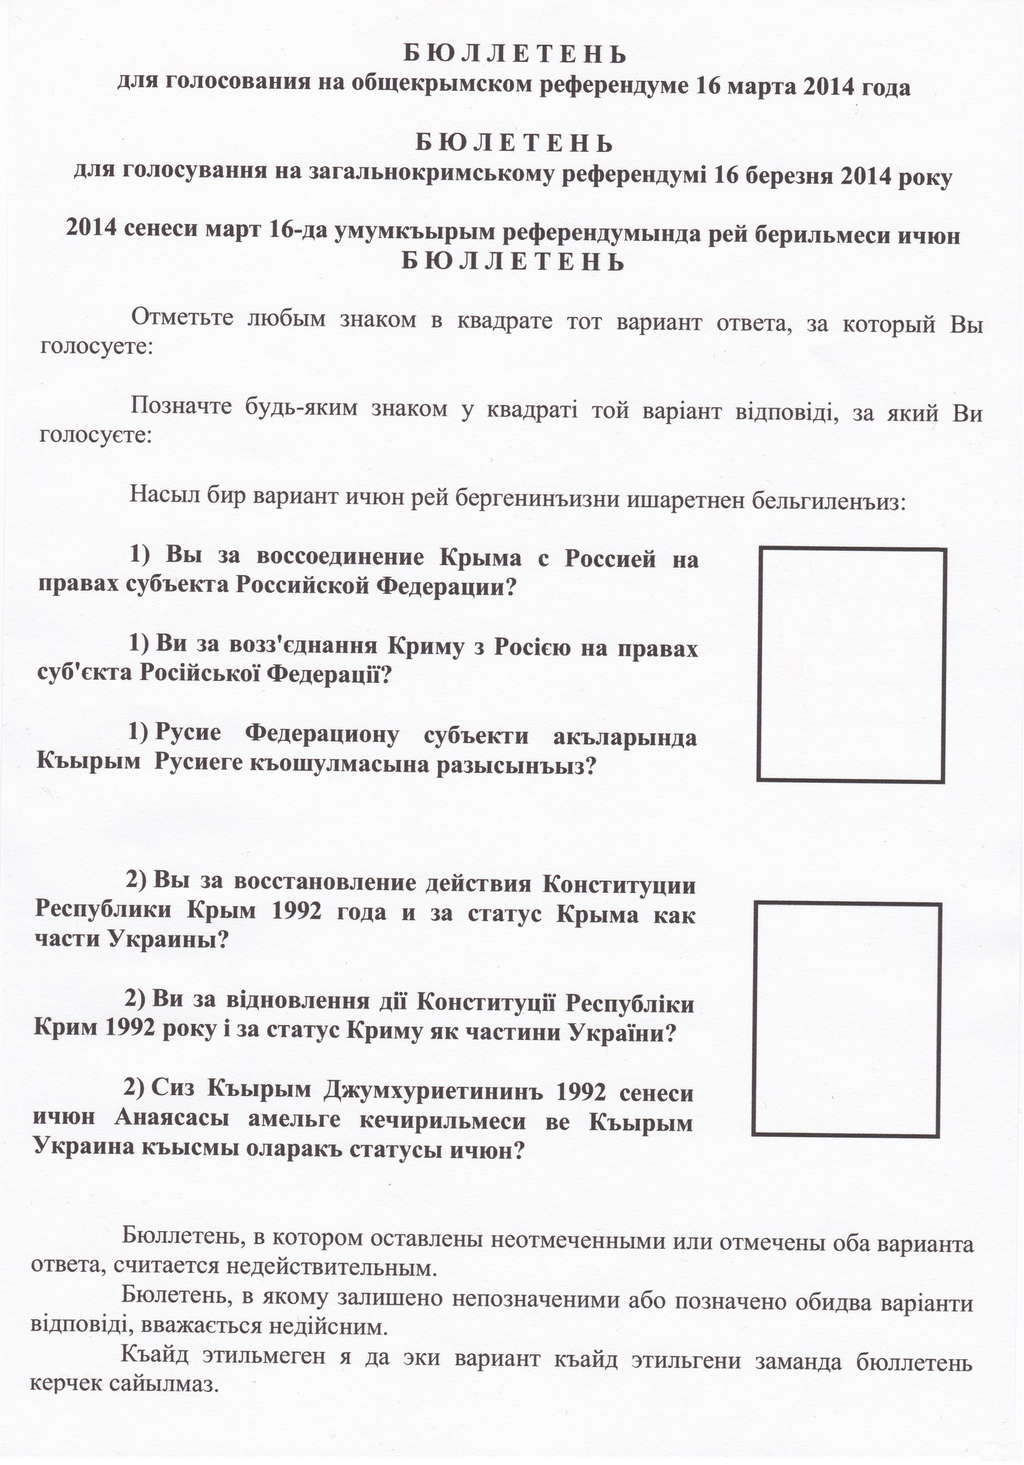 БЮЛЛЕТЕНЬ
для голосования на общекрымском референдуме 16 марта 2014 года
БЮЛЕТЕНЬ
для голосування на загальнокримському референдумі 16 березня 2014 року
2014 сенеси март 16-да умумкъырым референдумында рей берильмеси ичюн
БЮЛЛЕТЕНЬ
Отметьте любым знаком в квадрате тот вариант ответа, за который Вы
голосуете:
Позначте будь-яким знаком у квадраті той варіант відповіді, за який Ви
голосуєте:
Насыл бир вариант ичюн рей бергенинъизни ишаретнен бельгиленъиз:
1) Вы за воссоединение Крыма с Россией на
правах субъекта Российской Федерации?
1) Ви за возз'єднання Криму з Росією на правах
суб'єкта Російської Федерації?
1) Русие Федерациону субъекти акъларында
Къырым Русиеге къошулмасына разысынъыз?
2) Вы за восстановление действия Конституции
Республики Крым 1992 года и за статус Крыма как
части Украины?
2) Ви за відновлення дії Конституції Республіки
Крим 1992 року і за статус Криму як частини України?
2) Сиз Къырым Джумхуриетининъ 1992 сенеси
ичюн Анаясасы амельге кечирильмеси ве Къырым
Украина къысмы оларакъ статусы ичюн?
Бюллетень, в котором оставлены неотмеченными или отмечены оба варианта
ответа, считается недействительным.
Бюлетень, в якому залишено непозначеними або позначено обидва варіанти
відповіді, вважається недійсним.
Къайд этильмеген я да эки вариант къайд этильгени заманда бюллетень
керчек сайылмаз.